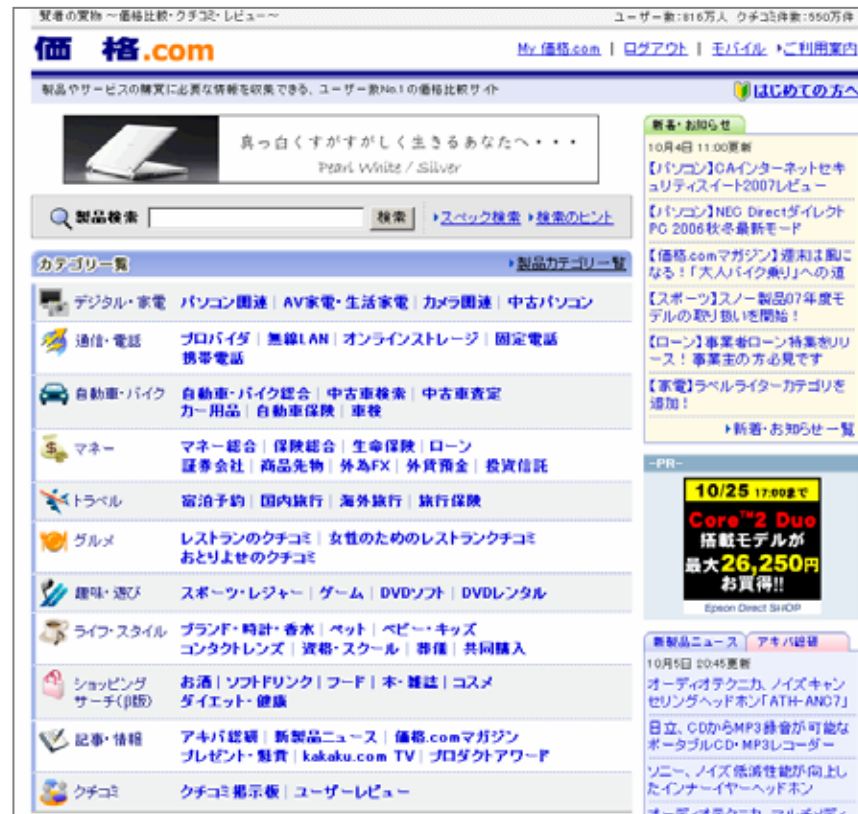 賢者の買物 ～価格比較・クチコミ・レビュー～
ユーザー数:816万人 クチコミ件数:550万件
価格.com
My 価格.com | ログアウト | モバイル ご利用案内
製品やサービスの購買に必要な情報を収集できる、ユーザー数No.1の価格比較サイト
はじめての方へ
真っ白くすがすがしく生きるあなたへ・・・
Pearl White / Silver
製品検索 検索 スペック検索 検索のヒント
カテゴリ一覧 製品カテゴリ一覧
デジタル・家電 パソコン関連 | AV家電・生活家電 | カメラ関連 | 中古パソコン
通信・電話 プロバイダ | 無線LAN | オンラインストレージ | 固定電話
携帯電話
自動車・バイク 自動車・バイク総合 | 中古車検索 | 中古車査定
カー用品 | 自動車保険 | 車検
マネー マネー総合 | 保険総合 | 生命保険 | ローン
証券会社 | 商品先物 | 外為FX | 外貨預金 | 投資信託
トラベル 宿泊予約 | 国内旅行 | 海外旅行 | 旅行保険
グルメ レストランのクチコミ | 女性のためのレストランクチコミ
おとりよせのクチコミ
趣味・遊び スポーツ・レジャー | ゲーム | DVDソフト | DVDレンタル
ライフ・スタイル ブランド・時計・香水 | ペット | ベビー・キッズ
コンタクトレンズ | 資格・スクール | 葬儀 | 共同購入
ショッピング お酒 | ソフトドリンク | フード | 本・雑誌 | コスメ
サーチ(β版) ダイエット・健康
記事・情報 アキバ総研 | 新製品ニュース | 価格.comマガジン
プレゼント・懸賞 | kakaku.com TV | プロダクトアワード
クチコミ クチコミ掲示板 | ユーザーレビュー
新着・お知らせ
10月4日 11:00更新
【パソコン】CAインターネットセキ
ュリティスイート2007レビュー
【パソコン】NEC Directダイレクト
PC 2006秋冬最新モード
【価格.comマガジン】週末は風に
なる!「大人バイク乗り」への道
【スポーツ】スノー製品07年度モ
デルの取り扱いを開始!
【ローン】事業者ローン特集をリリ
ース! 事業主の方必見です
【家電】ラベルライターカテゴリを
追加!
新着・お知らせ一覧
-PR-
10/25 17:00まで
Core™2 Duo
搭載モデルが
最大26,250円
お買得!!
Epson Direct SHOP
新製品ニュース アキバ総研
10月5日 20:45更新
オーディオテクニカ、ノイズキャン
セリングヘッドホン「ATH-ANC7」
日立、CDからMP3録音が可能な
ポータブルCD・MP3レコーダー
ソニー、ノイズ低減性能が向上し
たインナーイヤーヘッドホン